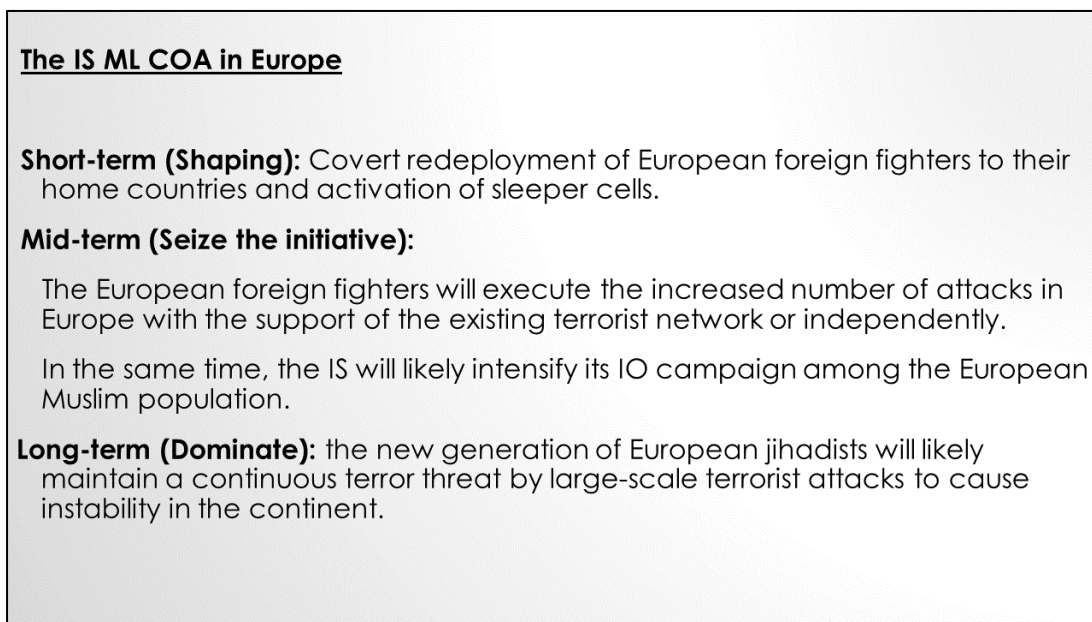 The IS ML COA in Europe
Short-term (Shaping): Covert redeployment of European foreign fighters to their
home countries and activation of sleeper cells.
Mid-term (Seize the initiative):
The European foreign fighters will execute the increased number of attacks in
Europe with the support of the existing terrorist network or independently.
In the same time, the IS will likely intensify its IO campaign among the European
Muslim population.
Long-term (Dominate): the new generation of European jihadists will likely
maintain a continuous terror threat by large-scale terrorist attacks to cause
instability in the continent.